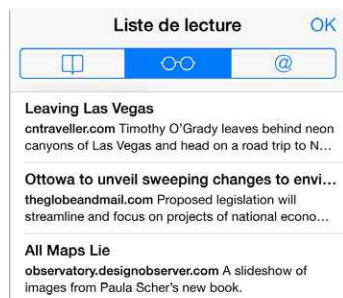 Liste de lecture OK
@
Leaving Las Vegas
cntraveller.com Timothy O'Grady leaves behind neon
canyons of Las Vegas and head on a road trip to N...
Ottowa to unveil sweeping changes to envi...
theglobeandmail.com Proposed legislation will
streamline and focus on projects of national econo...
All Maps Lie
observatory.designobserver.com A slideshow of
images from Paula Scher's new book.